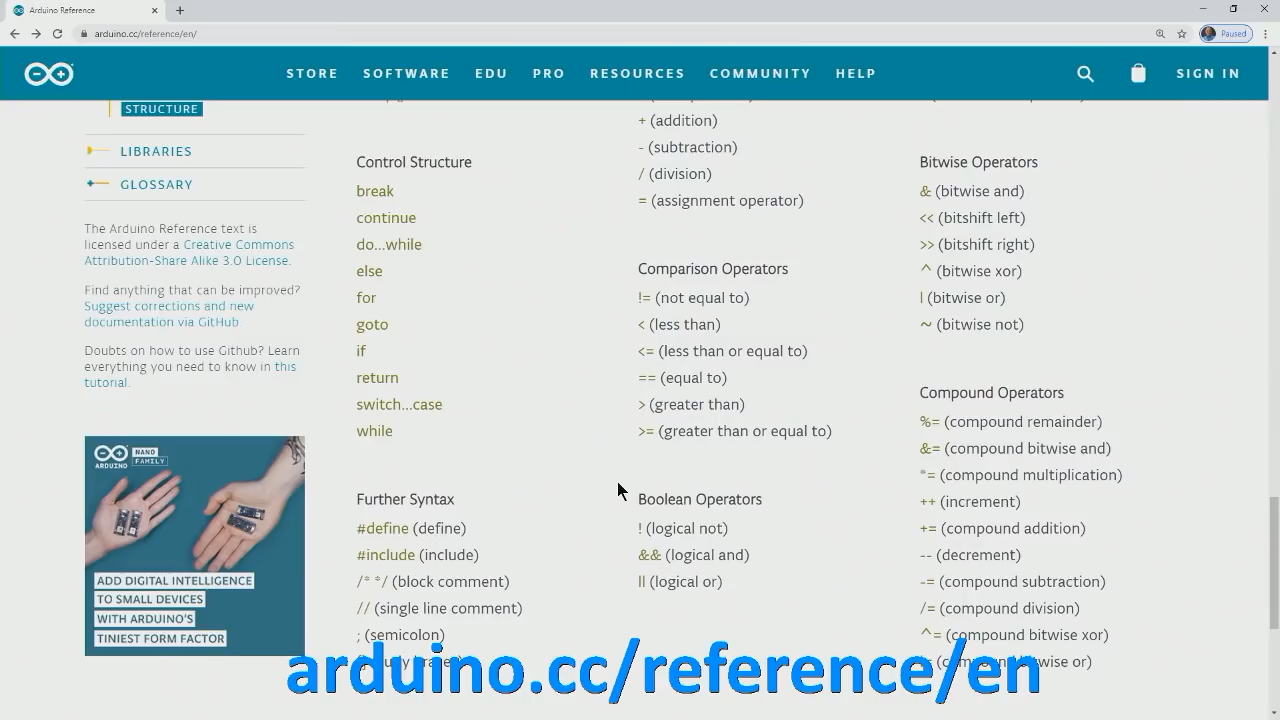 Arduino Reference
arduino.cc/reference/en/
Paused
STORE SOFTWARE EDU PRO RESOURCES COMMUNITY HELP
SIGN IN
STRUCTURE
LIBRARIES
GLOSSARY
The Arduino Reference text is
licensed under a Creative Commons
Attribution-Share Alike 3.0 License.
Find anything that can be improved?
Suggest corrections and new
documentation via GitHub.
Doubts on how to use Github? Learn
everything you need to know in this
tutorial.
ARDUINO
NANO
FAMILY
ADD DIGITAL INTELLIGENCE
TO SMALL DEVICES
WITH ARDUINO'S
TINIEST FORM FACTOR
Control Structure
break
continue
do...while
else
for
goto
if
return
switch...case
while
Further Syntax
#define (define)
#include (include)
/* */ (block comment)
// (single line comment)
; (semicolon)
+ (addition)
- (subtraction)
/ (division)
= (assignment operator)
Comparison Operators
!= (not equal to)
< (less than)
<= (less than or equal to)
== (equal to)
> (greater than)
>= (greater than or equal to)
Boolean Operators
! (logical not)
&& (logical and)
|| (logical or)
Bitwise Operators
& (bitwise and)
<< (bitshift left)
>> (bitshift right)
^ (bitwise xor)
| (bitwise or)
~ (bitwise not)
Compound Operators
%= (compound remainder)
&= (compound bitwise and)
*= (compound multiplication)
++ (increment)
+= (compound addition)
-- (decrement)
-= (compound subtraction)
/= (compound division)
^= (compound bitwise xor)
bitwise or)
arduino.cc/reference/en